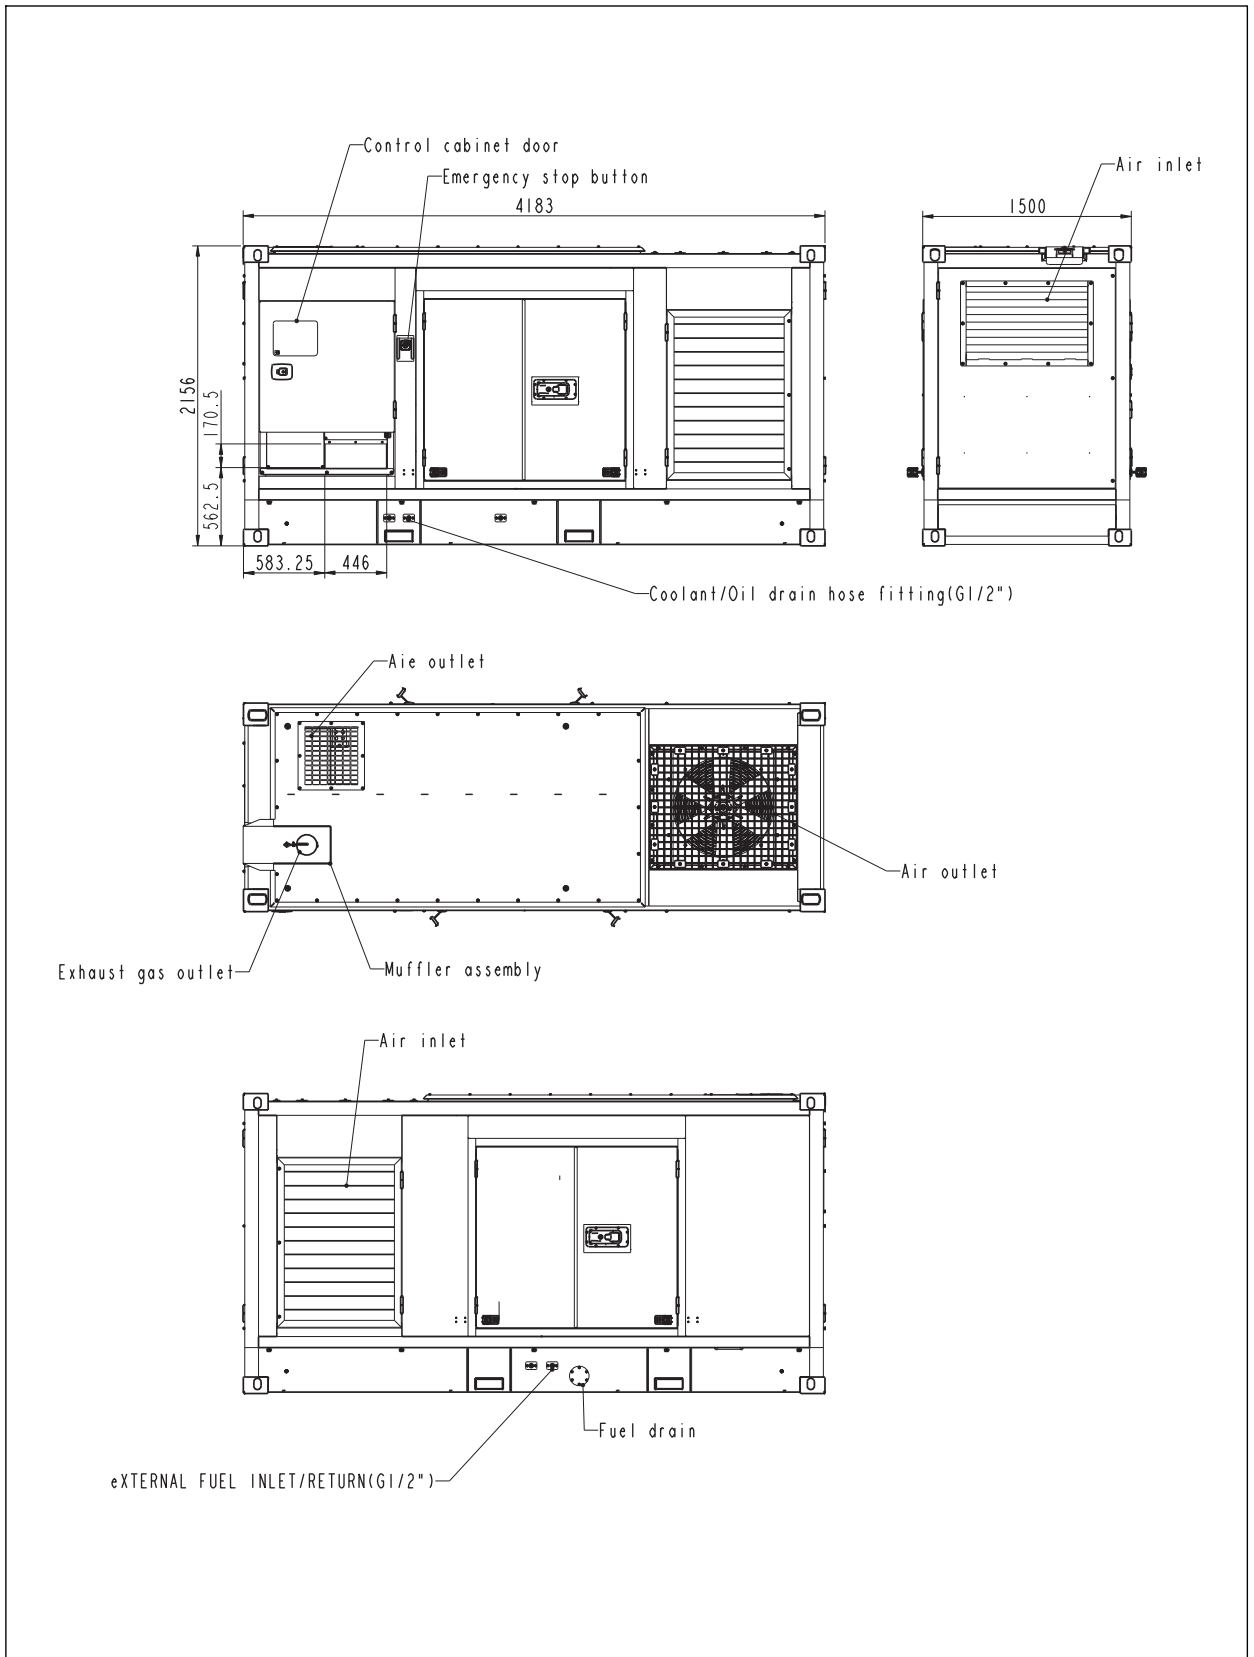 Control cabinet door
Emergency stop button
Air inlet
4183
1500
2156
170.5
562.5
583.25
446
Coolant/Oil drain hose fitting(G1/2")
Aie outlet
Air outlet
Exhaust gas outlet
Muffler assembly
Air inlet
Fuel drain
eXTERNAL FUEL INLET/RETURN(G1/2")